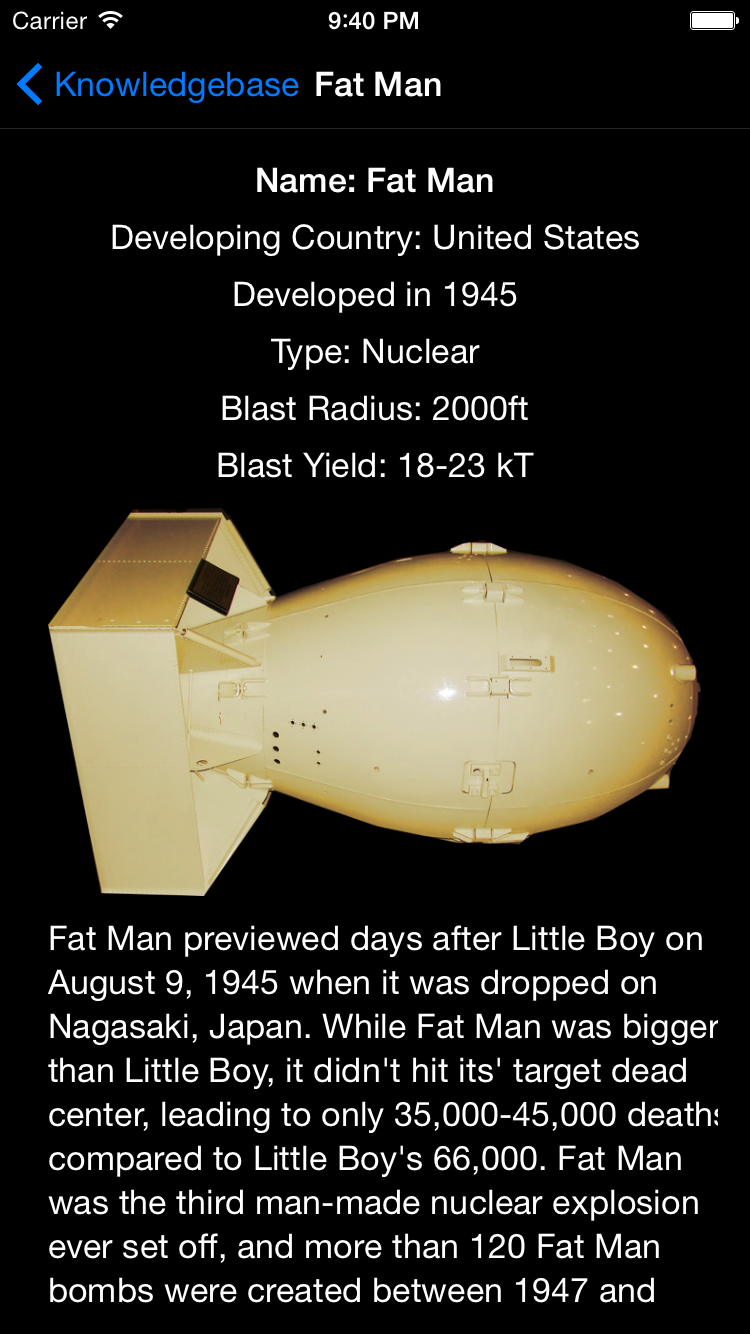 Carrier 9:40 PM
Knowledgebase Fat Man
Name: Fat Man
Developing Country: United States
Developed in 1945
Type: Nuclear
Blast Radius: 2000ft
Blast Yield: 18-23 kT
Fat Man previewed days after Little Boy on
August 9, 1945 when it was dropped on
Nagasaki, Japan. While Fat Man was bigger
than Little Boy, it didn't hit its' target dead
center, leading to only 35,000-45,000 deaths
compared to Little Boy's 66,000. Fat Man
was the third man-made nuclear explosion
ever set off, and more than 120 Fat Man
bombs were created between 1947 and